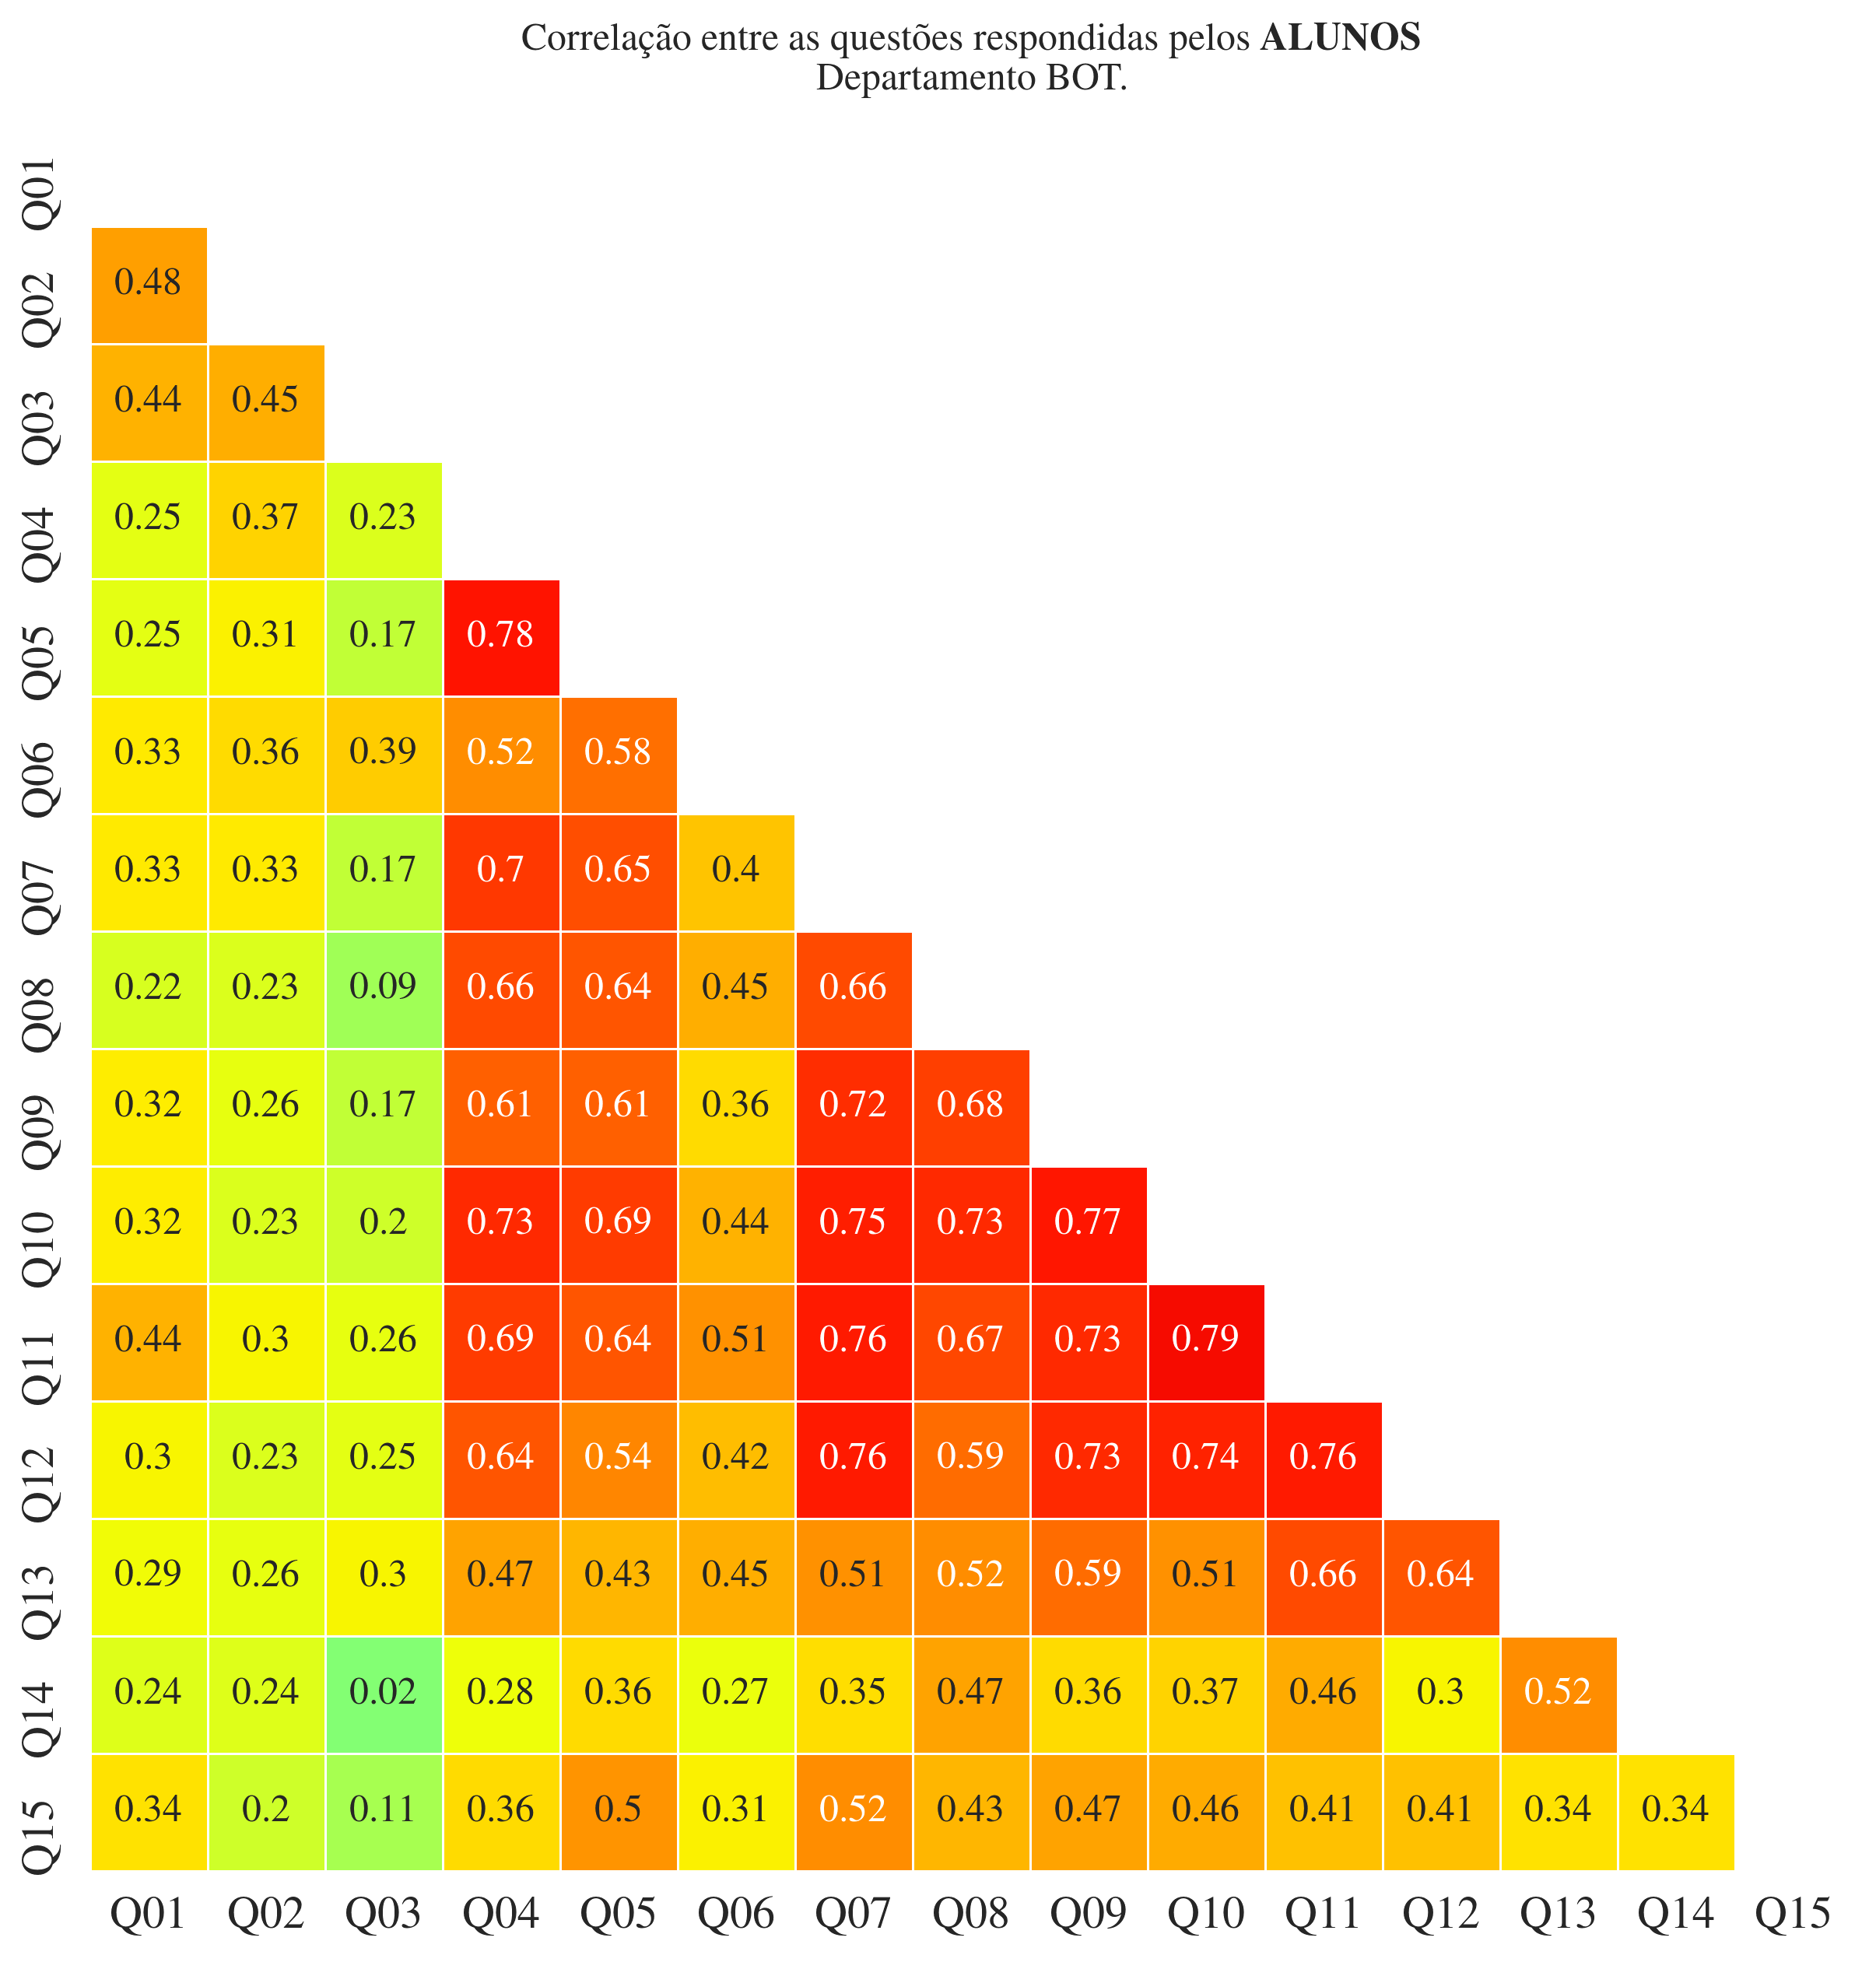 Correlação entre as questões respondidas pelos ALUNOS
Departamento BOT.
Q01
Q02 0.48
Q03 0.44 0.45
Q04 0.25 0.37 0.23
Q05 0.25 0.31 0.17 0.78
Q06 0.33 0.36 0.39 0.52 0.58
Q07 0.33 0.33 0.17 0.7 0.65 0.4
Q08 0.22 0.23 0.09 0.66 0.64 0.45 0.66
Q09 0.32 0.26 0.17 0.61 0.61 0.36 0.72 0.68
Q10 0.32 0.23 0.2 0.73 0.69 0.44 0.75 0.73 0.77
Q11 0.44 0.3 0.26 0.69 0.64 0.51 0.76 0.67 0.73 0.79
Q12 0.3 0.23 0.25 0.64 0.54 0.42 0.76 0.59 0.73 0.74 0.76
Q13 0.29 0.26 0.3 0.47 0.43 0.45 0.51 0.52 0.59 0.51 0.66 0.64
Q14 0.24 0.24 0.02 0.28 0.36 0.27 0.35 0.47 0.36 0.37 0.46 0.3 0.52
Q15 0.34 0.2 0.11 0.36 0.5 0.31 0.52 0.43 0.47 0.46 0.41 0.41 0.34 0.34
Q01 Q02 Q03 Q04 Q05 Q06 Q07 Q08 Q09 Q10 Q11 Q12 Q13 Q14 Q15